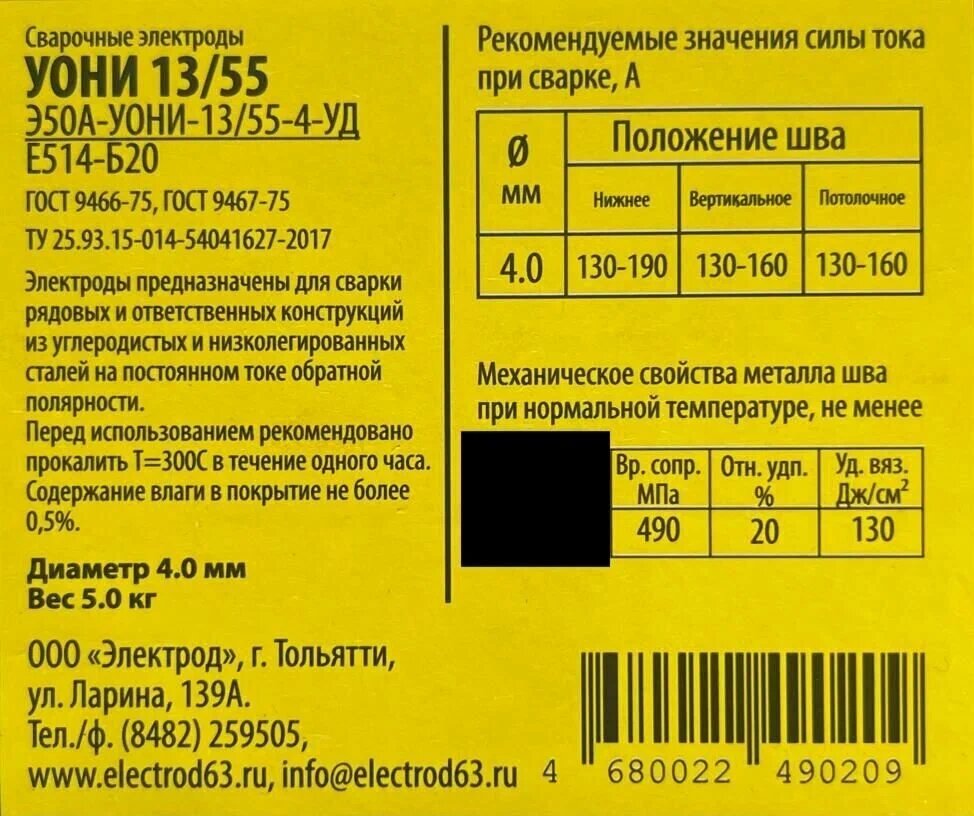 Сварочные электроды
УОНИ 13/55
Э50А-УОНИ-13/55-4-УД
Е514-Б20
ГОСТ 9466-75, ГОСТ 9467-75
ТУ 25.93.15-014-54041627-2017
Электроды предназначены для сварки
рядовых и ответственных конструкций
из углеродистых и низколегированных
сталей на постоянном токе обратной
полярности.
Перед использованием рекомендовано
прокалить Т=300С в течение одного часа.
Содержание влаги в покрытие не более
0,5%.
Диаметр 4.0 мм
Вес 5.0 кг
ООО «Электрод», г. Тольятти,
ул. Ларина, 139А.
Тел./ф. (8482) 259505,
www.electrod63.ru, info@electrod63.ru
Рекомендуемые значения силы тока
при сварке, А
Ø мм Положение шва
Нижнее Вертикальное Потолочное
4.0 130-190 130-160 130-160
Механическое свойства металла шва
при нормальной температуре, не менее
Вр. сопр. МПа Отн. удп. % Уд. вяз. Дж/см²
490 20 130
4 680022 490209